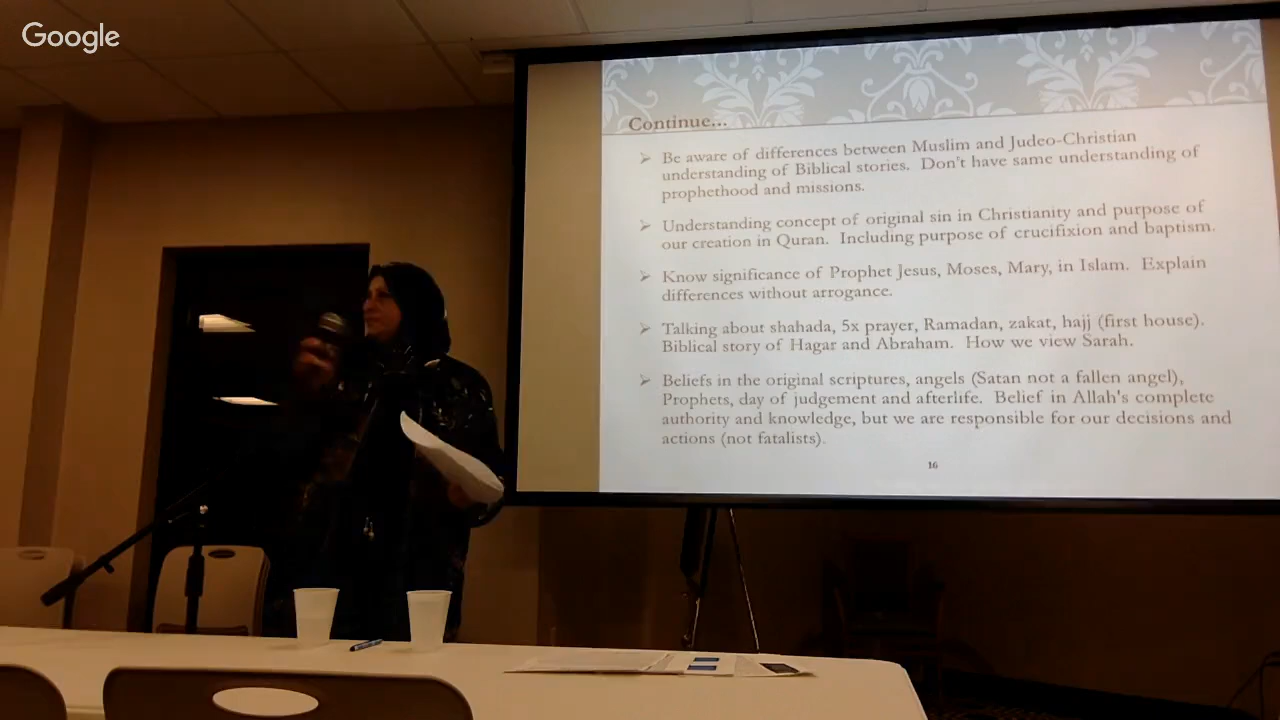 Google
Continue...
➢ Be aware of differences between Muslim and Judeo-Christian
understanding of Biblical stories. Don't have same understanding of
prophethood and missions.
➢ Understanding concept of original sin in Christianity and purpose of
our creation in Quran. Including purpose of crucifixion and baptism.
➢ Know significance of Prophet Jesus, Moses, Mary, in Islam. Explain
differences without arrogance.
➢ Talking about shahada, 5x prayer, Ramadan, zakat, hajj (first house).
Biblical story of Hagar and Abraham. How we view Sarah.
➢ Beliefs in the original scriptures, angels (Satan not a fallen angel),
Prophets, day of judgement and afterlife. Belief in Allah's complete
authority and knowledge, but we are responsible for our decisions and
actions (not fatalists).
16